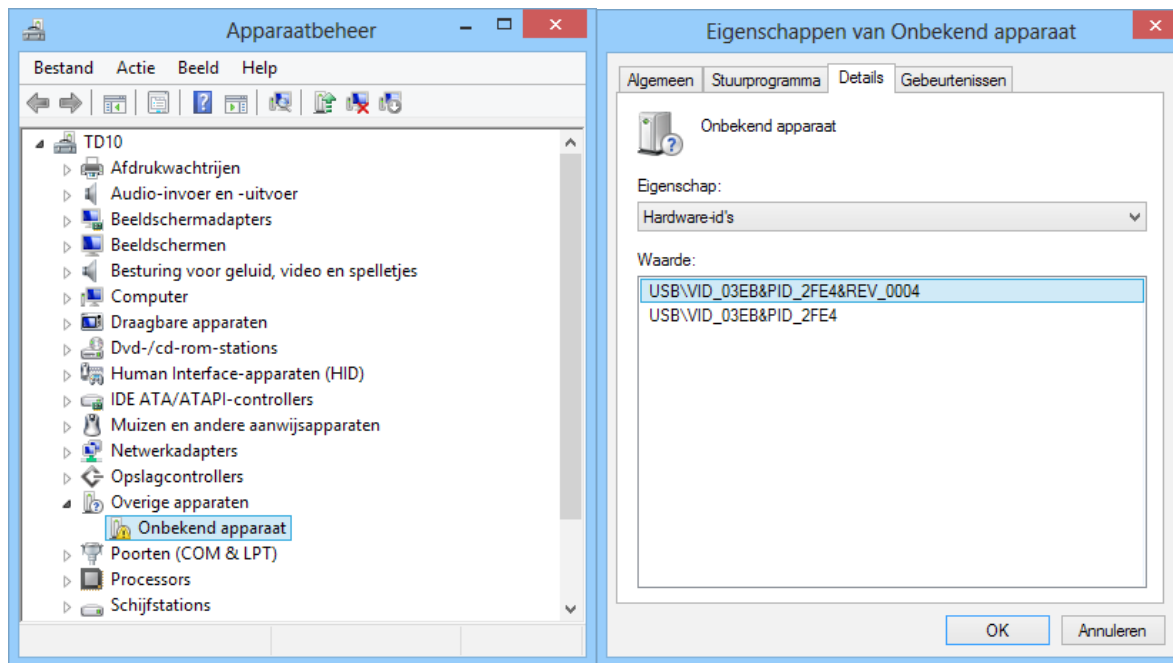 Apparaatbeheer
Bestand Actie Beeld Help
TD10
Afdrukwachtrijen
Audio-invoer en -uitvoer
Beeldschermadapters
Beeldschermen
Besturing voor geluid, video en spelletjes
Computer
Draagbare apparaten
Dvd-/cd-rom-stations
Human Interface-apparaten (HID)
IDE ATA/ATAPI-controllers
Muizen en andere aanwijsapparaten
Netwerkadapters
Opslagcontrollers
Overige apparaten
Onbekend apparaat
Poorten (COM & LPT)
Processors
Schijfstations
Eigenschappen van Onbekend apparaat
Algemeen Stuurprogramma Details Gebeurtenissen
Onbekend apparaat
Eigenschap:
Hardware-id's
Waarde:
USB\VID_03EB&PID_2FE4&REV_0004
USB\VID_03EB&PID_2FE4
OK Annuleren